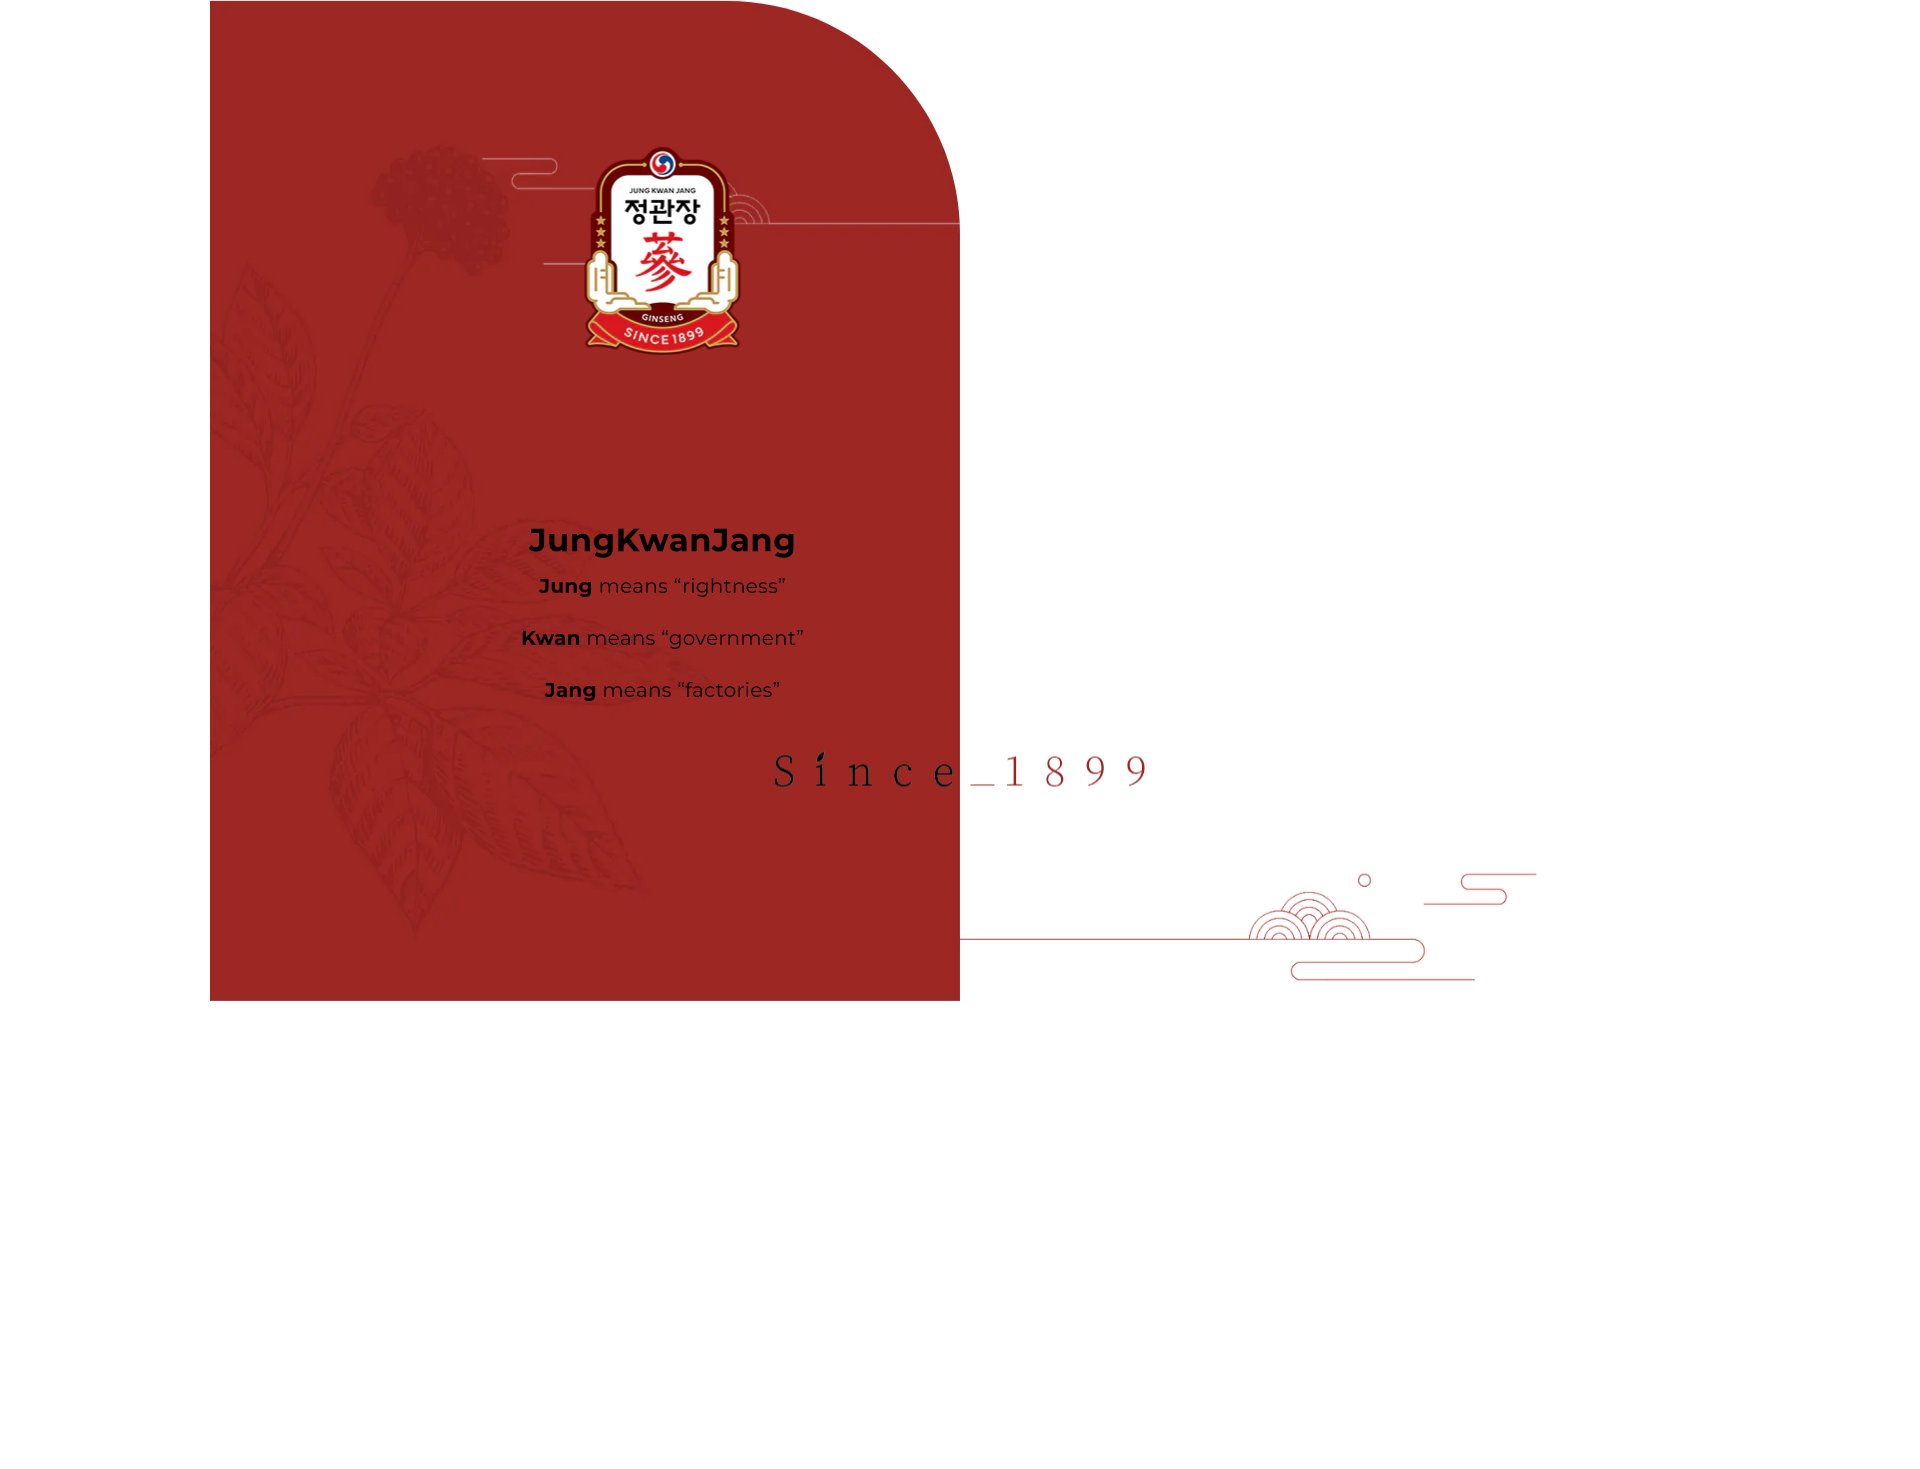 JUNG KWAN JANG
정관장
蔘
GINSENG
SINCE 1899
JungKwanJang
Jung means “rightness”
Kwan means “government”
Jang means “factories”
Since_1899